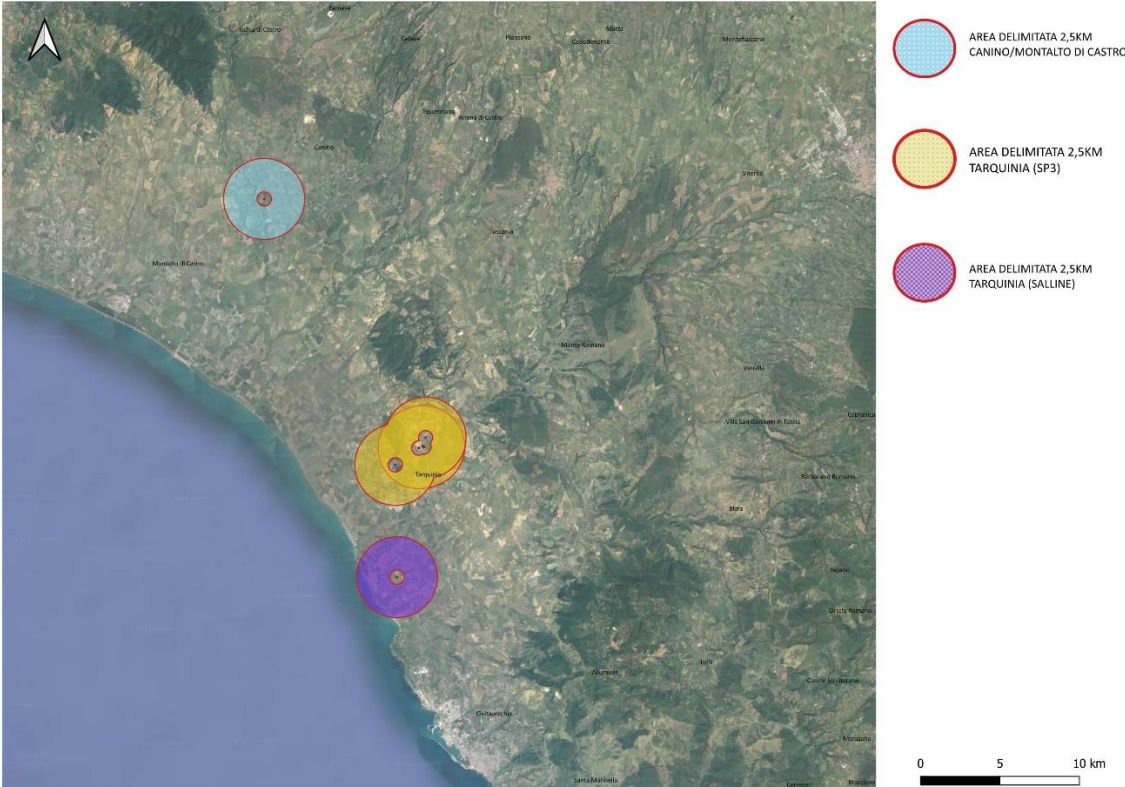 Farnese
Ischia di Castro
Cellere
Piansano
Marta
Capodimonte
Montefiascone
Tessennano
Arlena di Castro
Canino
Viterbo
Tuscania
Montalto di Castro
Monte Romano
Vetralla
Villa San Giovanni in Tuscia
Capranica
Tarquinia
Barbarano Romano
Blera
Vejano
Oriolo Romano
Allumiere
Tolfa
Canale Monterano
Civitavecchia
Manziana
Santa Marinella
Cerveteri
Bracciano
AREA DELIMITATA 2,5KM
CANINO/MONTALTO DI CASTRO
AREA DELIMITATA 2,5KM
TARQUINIA (SP3)
AREA DELIMITATA 2,5KM
TARQUINIA (SALLINE)
0 5 10 km